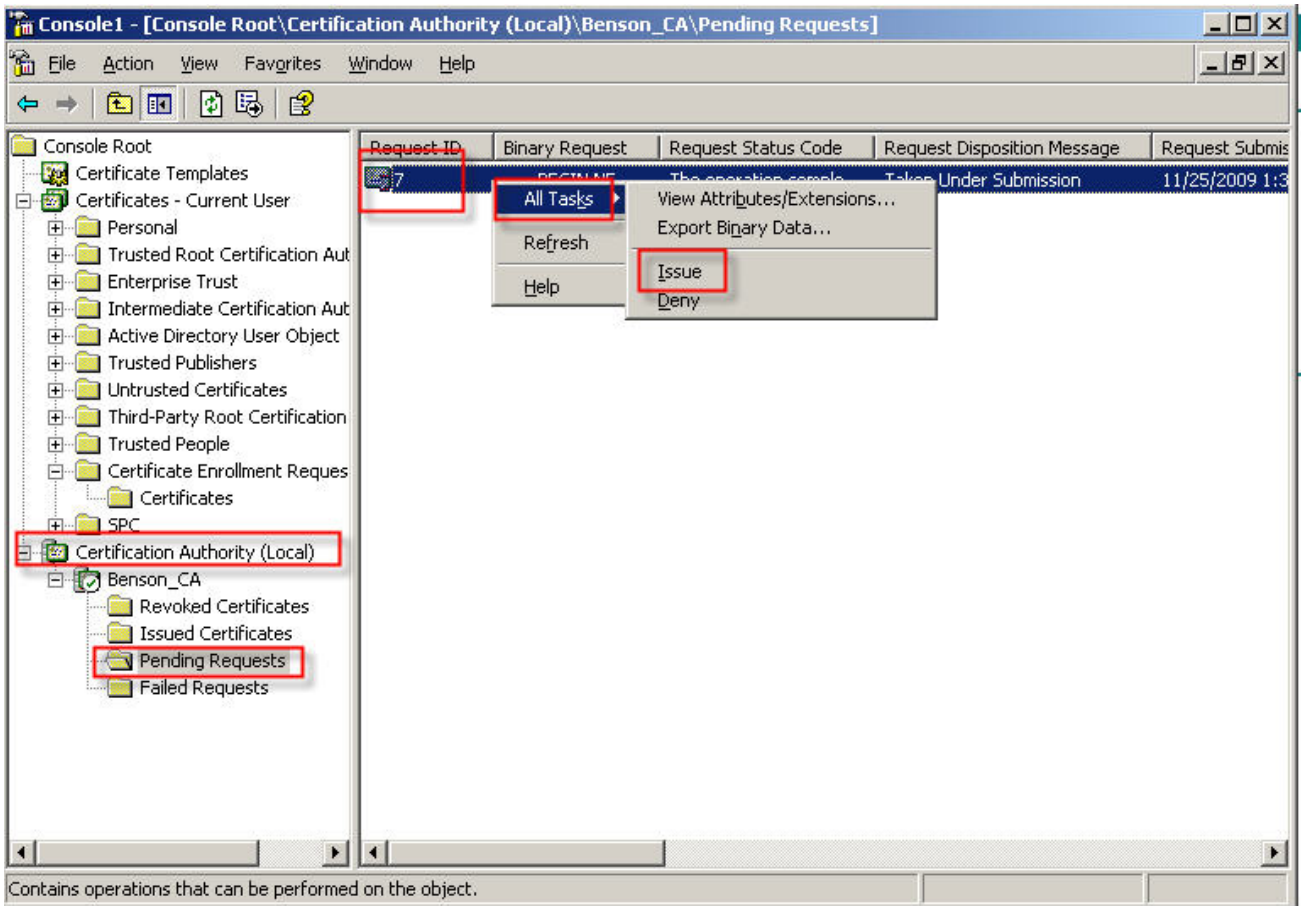 Console1 - [Console Root\Certification Authority (Local)\Benson_CA\Pending Requests]
File Action View Favorites Window Help
Console Root
Certificate Templates
Certificates - Current User
Personal
Trusted Root Certification Aut
Enterprise Trust
Intermediate Certification Aut
Active Directory User Object
Trusted Publishers
Untrusted Certificates
Third-Party Root Certification
Trusted People
Certificate Enrollment Reques
Certificates
SPC
Certification Authority (Local)
Benson_CA
Revoked Certificates
Issued Certificates
Pending Requests
Failed Requests
Request ID Binary Request Request Status Code Request Disposition Message Request Submis
7 -----BEGIN NE... The operation comple... Taken Under Submission 11/25/2009 1:3
All Tasks
Refresh
Help
View Attributes/Extensions...
Export Binary Data...
Issue
Deny
Contains operations that can be performed on the object.